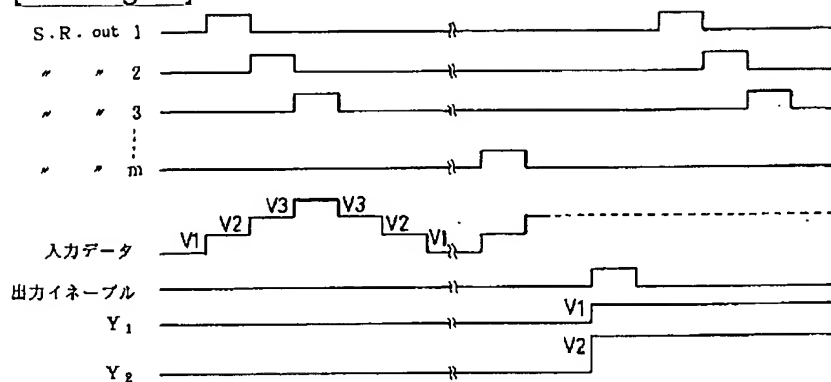 S.R. out 1
〃 〃 2
〃 〃 3
〃 〃 m
V1 V2 V3 V3 V2 V1
入力データ
出力イネーブル
V1
Y1
V2
Y2